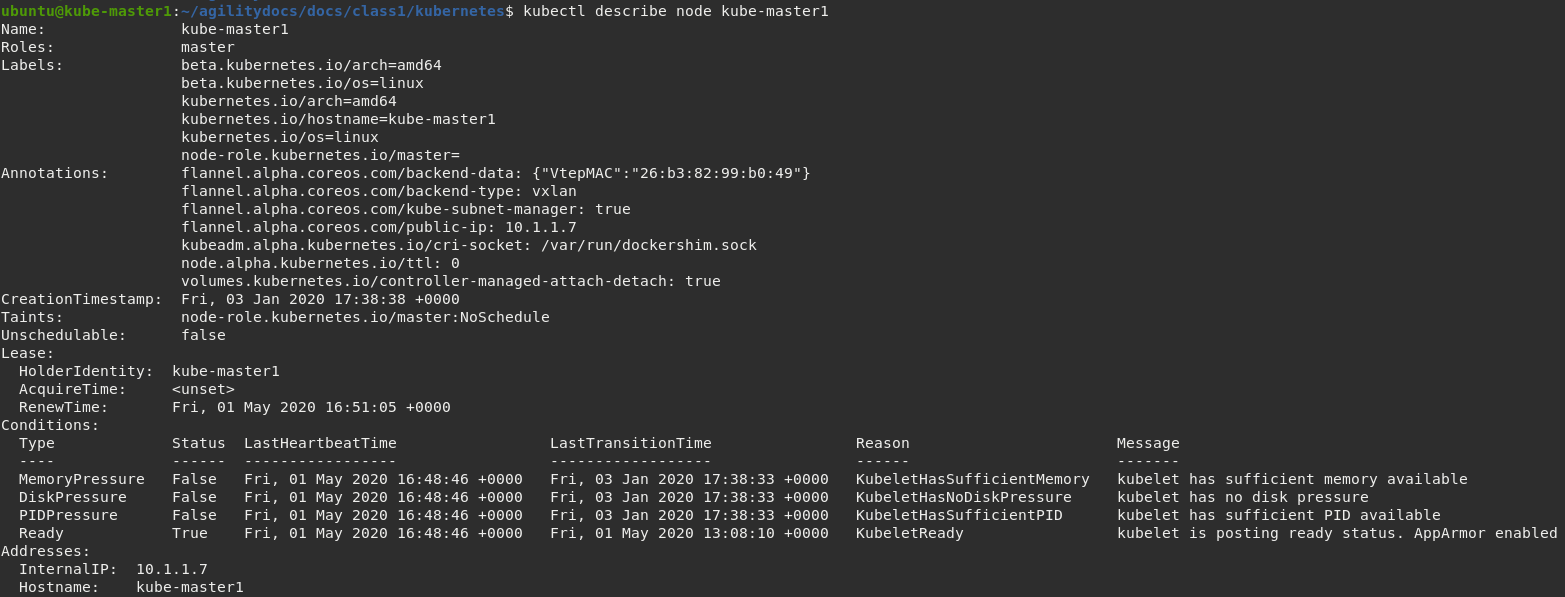 ubuntu@kube-master1:~/agilitydocs/docs/class1/kubernetes$ kubectl describe node kube-master1
Name:               kube-master1
Roles:              master
Labels:             beta.kubernetes.io/arch=amd64
                    beta.kubernetes.io/os=linux
                    kubernetes.io/arch=amd64
                    kubernetes.io/hostname=kube-master1
                    kubernetes.io/os=linux
                    node-role.kubernetes.io/master=
Annotations:        flannel.alpha.coreos.com/backend-data: {"VtepMAC":"26:b3:82:99:b0:49"}
                    flannel.alpha.coreos.com/backend-type: vxlan
                    flannel.alpha.coreos.com/kube-subnet-manager: true
                    flannel.alpha.coreos.com/public-ip: 10.1.1.7
                    kubeadm.alpha.kubernetes.io/cri-socket: /var/run/dockershim.sock
                    node.alpha.kubernetes.io/ttl: 0
                    volumes.kubernetes.io/controller-managed-attach-detach: true
CreationTimestamp:  Fri, 03 Jan 2020 17:38:38 +0000
Taints:             node-role.kubernetes.io/master:NoSchedule
Unschedulable:      false
Lease:
  HolderIdentity:  kube-master1
  AcquireTime:     <unset>
  RenewTime:       Fri, 01 May 2020 16:51:05 +0000
Conditions:
  Type             Status  LastHeartbeatTime                 LastTransitionTime                Reason                       Message
  ----             ------  -----------------                 ------------------                ------                       -------
  MemoryPressure   False   Fri, 01 May 2020 16:48:46 +0000   Fri, 03 Jan 2020 17:38:33 +0000   KubeletHasSufficientMemory   kubelet has sufficient memory available
  DiskPressure     False   Fri, 01 May 2020 16:48:46 +0000   Fri, 03 Jan 2020 17:38:33 +0000   KubeletHasNoDiskPressure     kubelet has no disk pressure
  PIDPressure      False   Fri, 01 May 2020 16:48:46 +0000   Fri, 03 Jan 2020 17:38:33 +0000   KubeletHasSufficientPID      kubelet has sufficient PID available
  Ready            True    Fri, 01 May 2020 16:48:46 +0000   Fri, 01 May 2020 13:08:10 +0000   KubeletReady                 kubelet is posting ready status. AppArmor enabled
Addresses:
  InternalIP:  10.1.1.7
  Hostname:    kube-master1